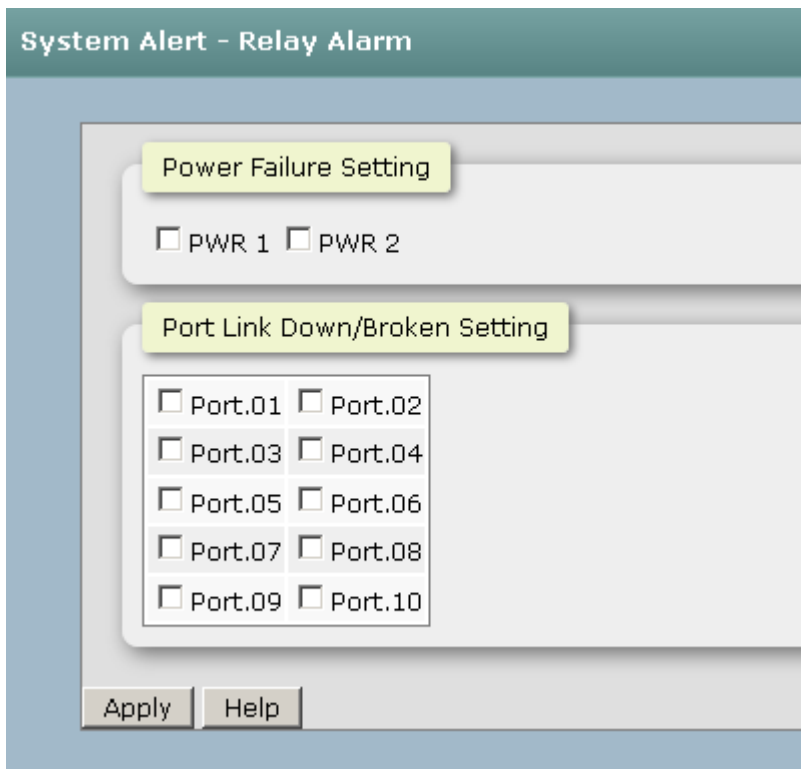 System Alert - Relay Alarm
Power Failure Setting
PWR 1 PWR 2
Port Link Down/Broken Setting
Port.01 Port.02
Port.03 Port.04
Port.05 Port.06
Port.07 Port.08
Port.09 Port.10
Apply Help